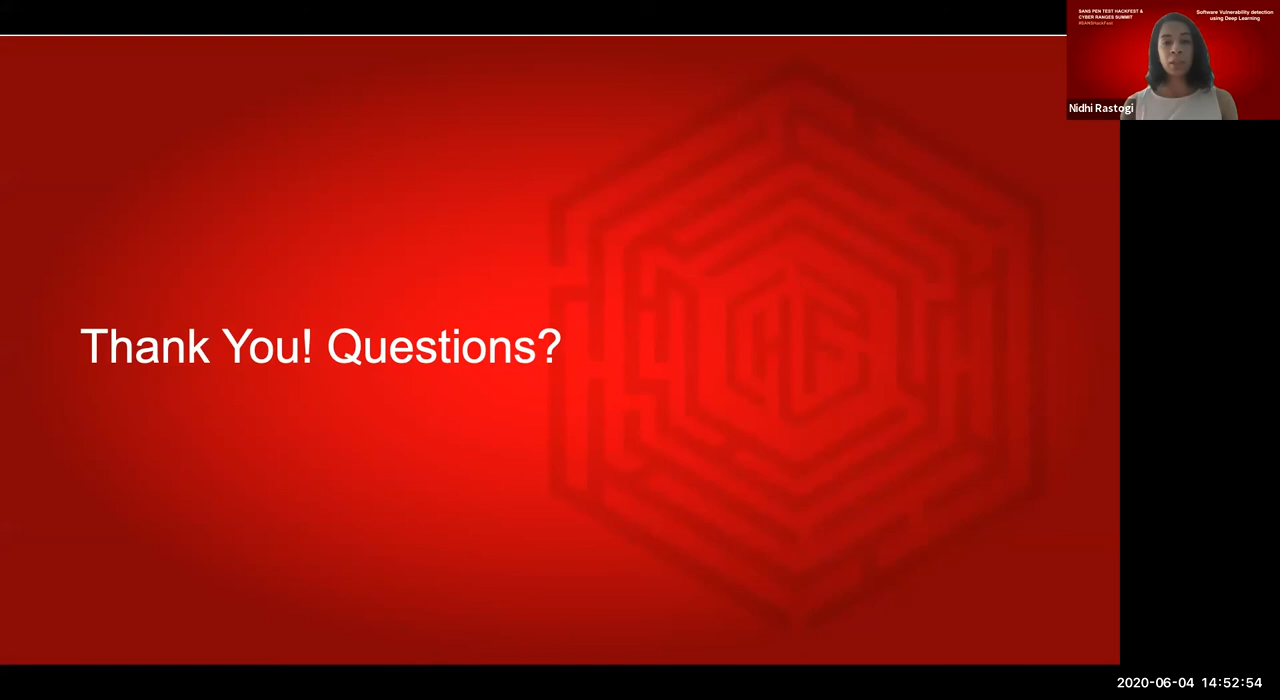 SANS PEN TEST HACKFEST &
CYBER RANGES SUMMIT
#SANSHackFest
Software Vulnerability detection
using Deep Learning
Nidhi Rastogi
Thank You! Questions?
HF
2020-06-04 14:52:54